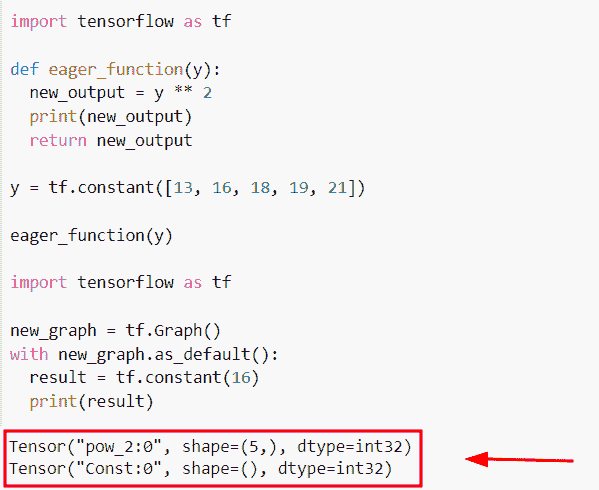 import tensorflow as tf
def eager_function(y):
  new_output = y ** 2
  print(new_output)
  return new_output
y = tf.constant([13, 16, 18, 19, 21])
eager_function(y)
import tensorflow as tf
new_graph = tf.Graph()
with new_graph.as_default():
  result = tf.constant(16)
  print(result)
Tensor("pow_2:0", shape=(5,), dtype=int32)
Tensor("Const:0", shape=(), dtype=int32)